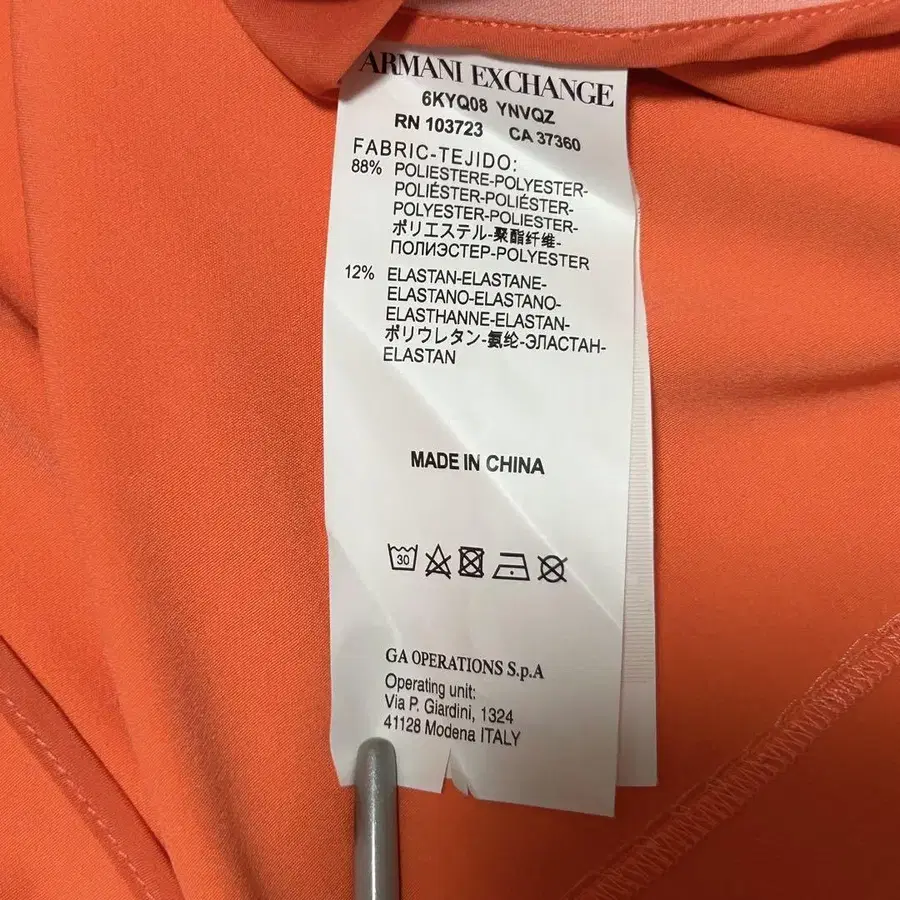 ARMANI EXCHANGE
6KYQ08 YNVQZ
RN 103723 CA 37360
FABRIC-TEJIDO:
88% POLIESTERE-POLYESTER-
POLIÉSTER-POLIÉSTER-
POLYESTER-POLIESTER-
ポリエステル-聚酯纤维-
ПОЛИЭСТЕР-POLYESTER
12% ELASTAN-ELASTANE-
ELASTANO-ELASTANO-
ELASTHANNE-ELASTAN-
ポリウレタン-氨纶-ЭЛАСТАН-
ELASTAN
MADE IN CHINA
30
GA OPERATIONS S.p.A
Operating unit:
Via P. Giardini, 1324
41128 Modena ITALY